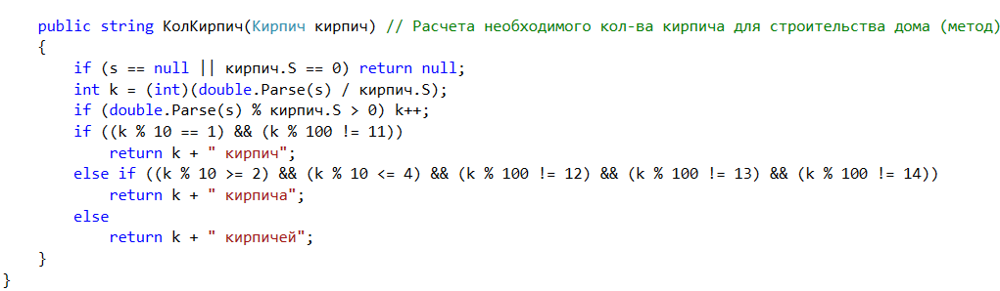 public string КолКирпич(Кирпич кирпич) // Расчета необходимого кол-ва кирпича для строительства дома (метод)
{
if (s == null || кирпич.S == 0) return null;
int k = (int)(double.Parse(s) / кирпич.S);
if (double.Parse(s) % кирпич.S > 0) k++;
if ((k % 10 == 1) && (k % 100 != 11))
return k + " кирпич";
else if ((k % 10 >= 2) && (k % 10 <= 4) && (k % 100 != 12) && (k % 100 != 13) && (k % 100 != 14))
return k + " кирпича";
else
return k + " кирпичей";
}
}